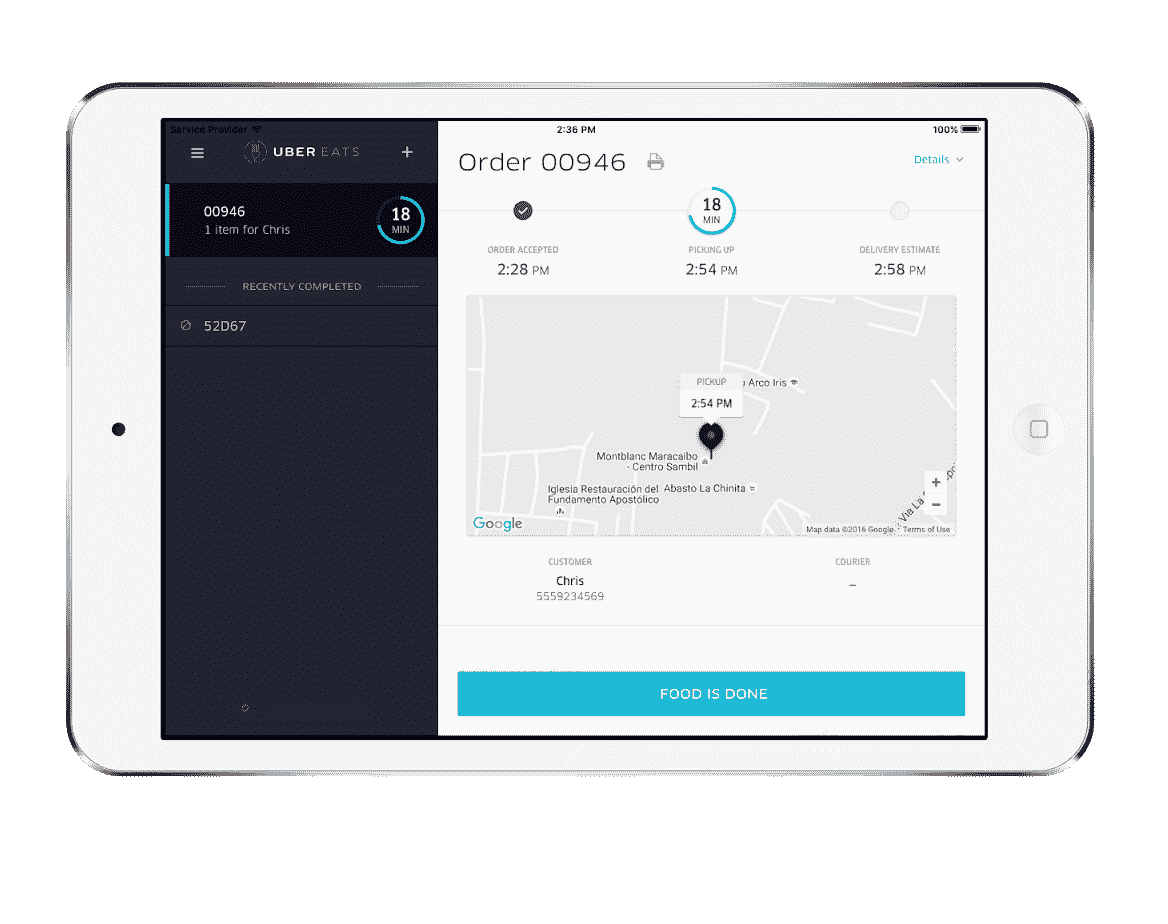 Service Provider
2:36 PM
100%
UBER EATS
00946
1 item for Chris
18
MIN
RECENTLY COMPLETED
52D67
Order 00946
Details
18
MIN
ORDER ACCEPTED
2:28 PM
PICKING UP
2:54 PM
DELIVERY ESTIMATE
2:58 PM
Arco Iris
PICKUP
2:54 PM
Montblanc Maracaibo
- Centro Sambil
Iglesia Restauración del
Fundamento Apostólico
Abasto La Chinita
Via La
+
−
Google
Map data ©2016 Google
Terms of Use
CUSTOMER
Chris
5559234569
COURIER
–
FOOD IS DONE